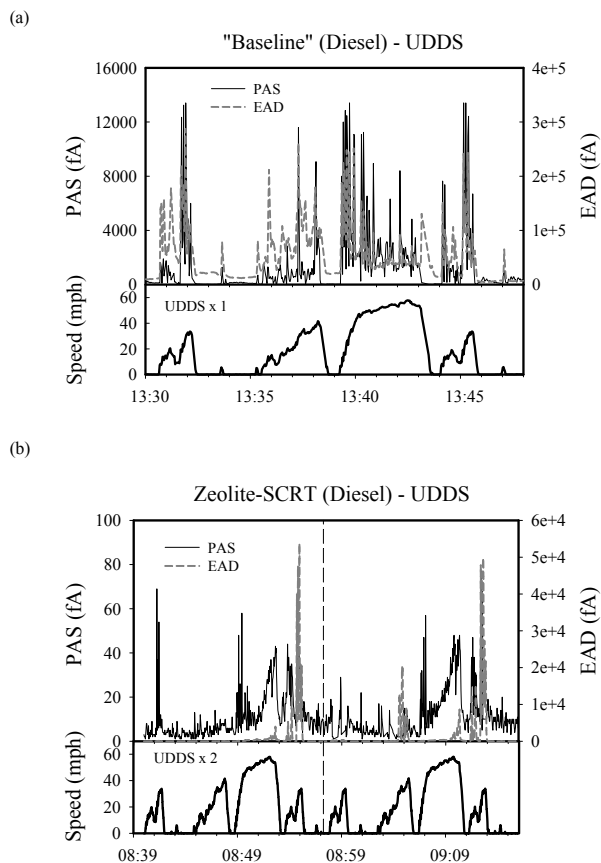 (a)
"Baseline" (Diesel) - UDDS
16000
12000
8000
4000
0
PAS (fA)
PAS
EAD
4e+5
3e+5
2e+5
1e+5
0
EAD (fA)
60
40
20
0
Speed (mph)
UDDS x 1
13:30
13:35
13:40
13:45
(b)
Zeolite-SCRT (Diesel) - UDDS
100
80
60
40
20
0
PAS (fA)
PAS
EAD
6e+4
5e+4
4e+4
3e+4
2e+4
1e+4
0
EAD (fA)
60
40
20
0
Speed (mph)
UDDS x 2
08:39
08:49
08:59
09:09